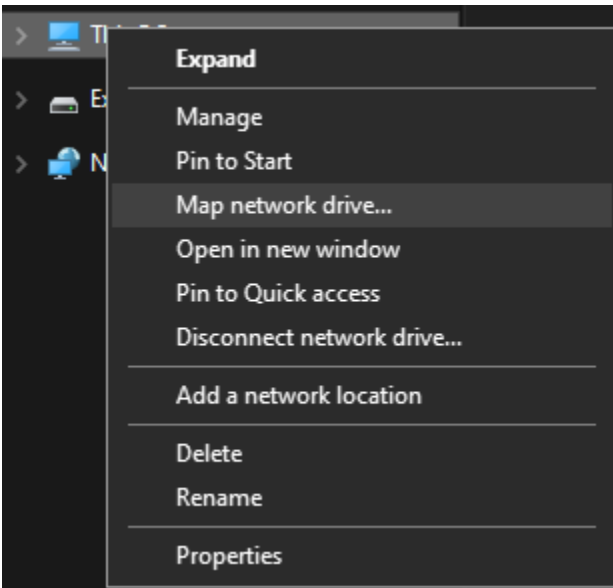 Expand
Manage
Pin to Start
Map network drive...
Open in new window
Pin to Quick access
Disconnect network drive...
Add a network location
Delete
Rename
Properties